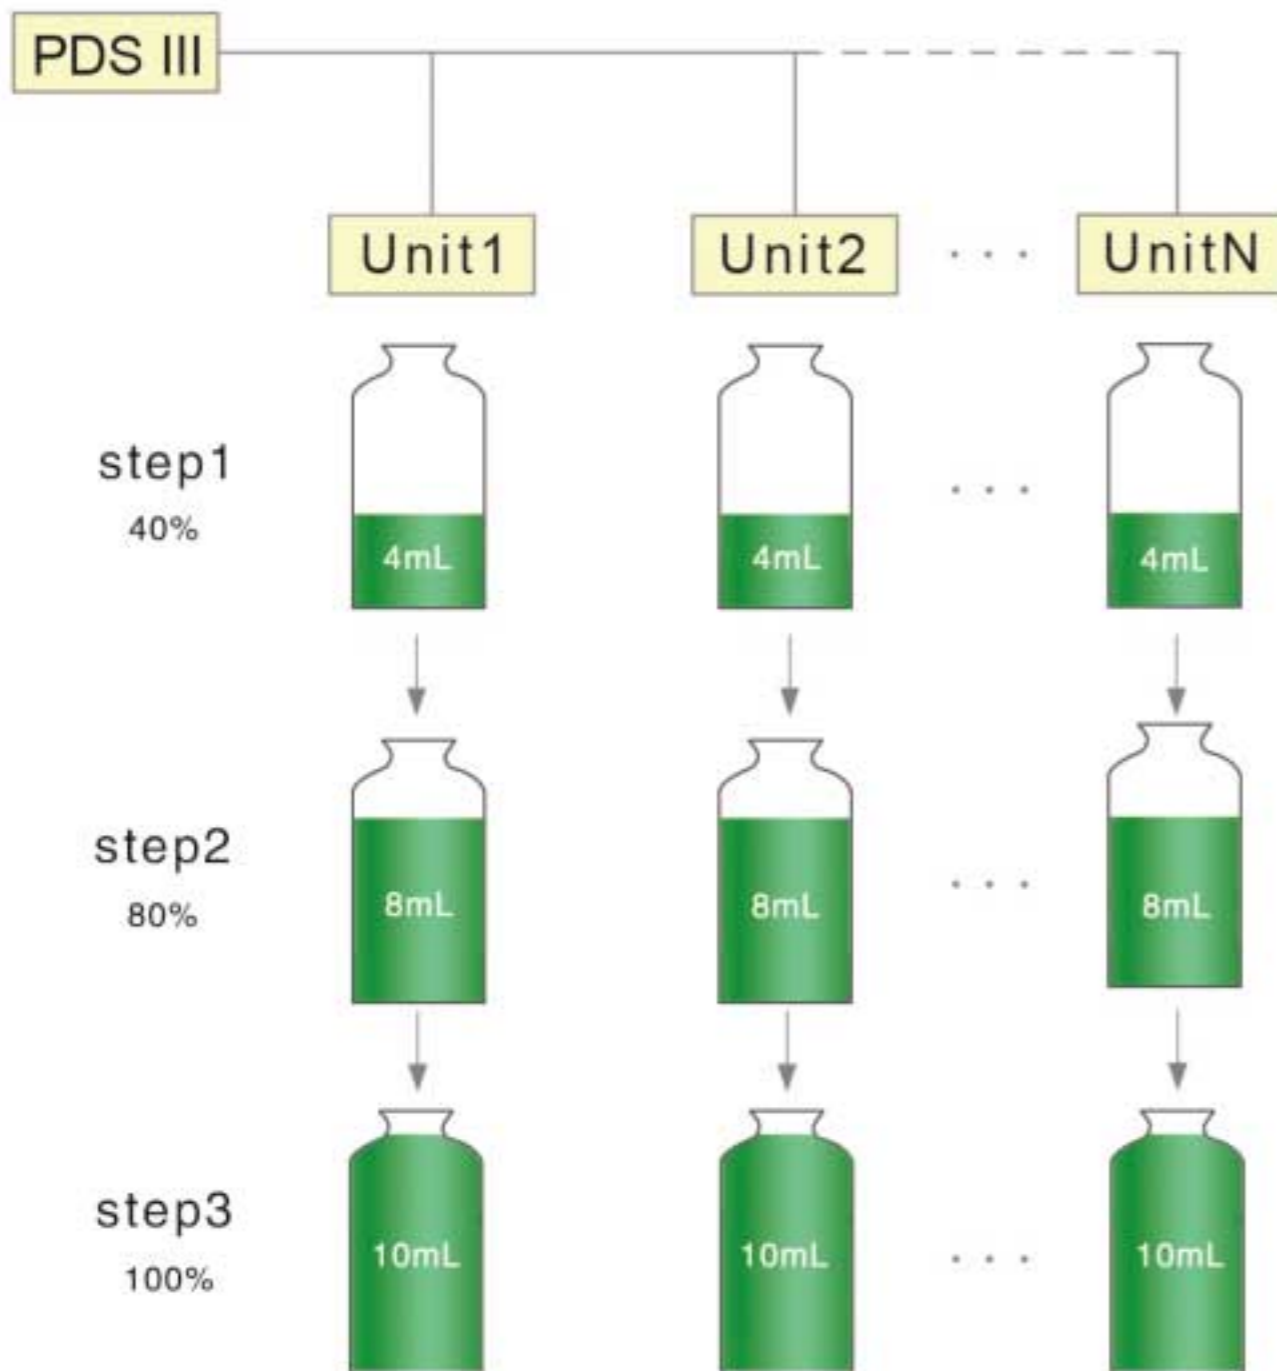 PDS III
Unit1 Unit2 . . . UnitN
step1
40%
4mL 4mL . . . 4mL
step2
80%
8mL 8mL . . . 8mL
step3
100%
10mL 10mL . . . 10mL